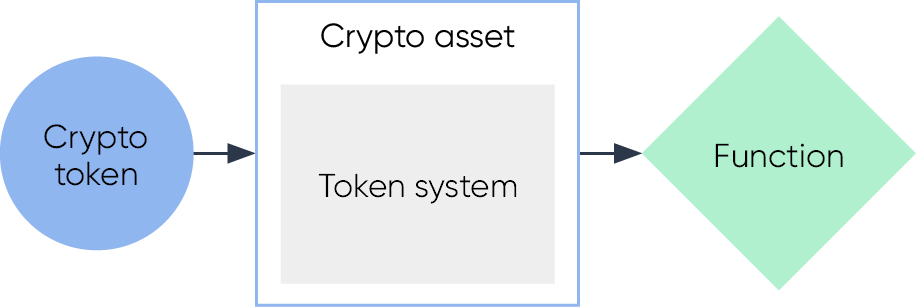 Crypto
token
Crypto asset
Token system
Function